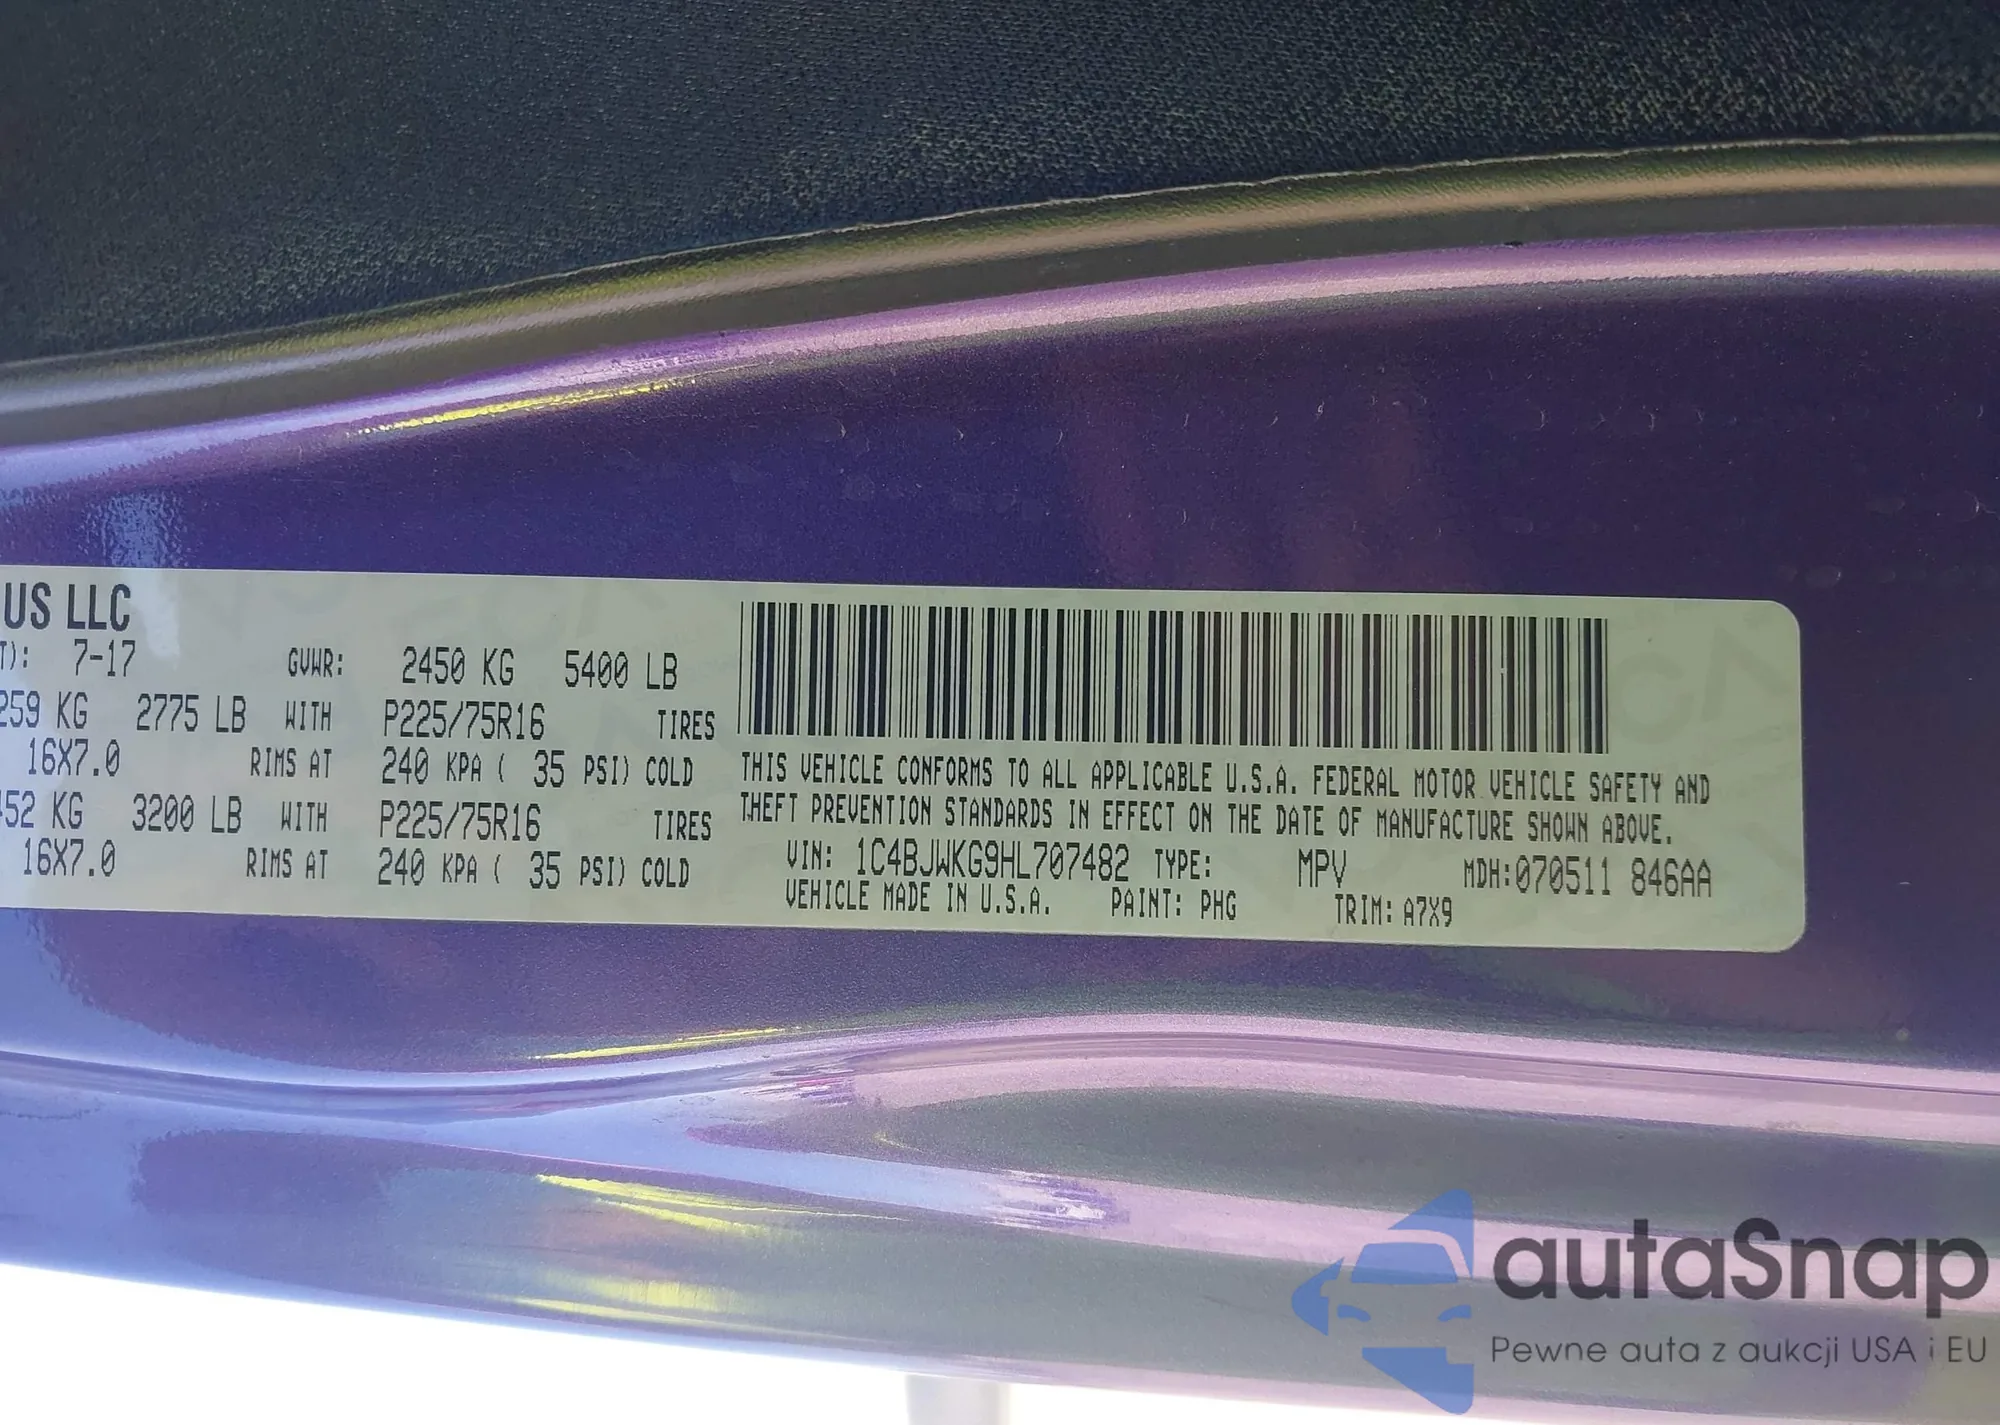 US LLC
T): 7-17 GVWR: 2450 KG 5400 LB
259 KG 2775 LB WITH P225/75R16 TIRES
16X7.0 RIMS AT 240 KPA ( 35 PSI) COLD
452 KG 3200 LB WITH P225/75R16 TIRES
16X7.0 RIMS AT 240 KPA ( 35 PSI) COLD
THIS VEHICLE CONFORMS TO ALL APPLICABLE U.S.A. FEDERAL MOTOR VEHICLE SAFETY AND
THEFT PREVENTION STANDARDS IN EFFECT ON THE DATE OF MANUFACTURE SHOWN ABOVE.
VIN: 1C4BJWKG9HL707482 TYPE: MPV MDH:070511 846AA
VEHICLE MADE IN U.S.A. PAINT: PHG TRIM: A7X9
autaSnap
Pewne auta z aukcji USA i EU